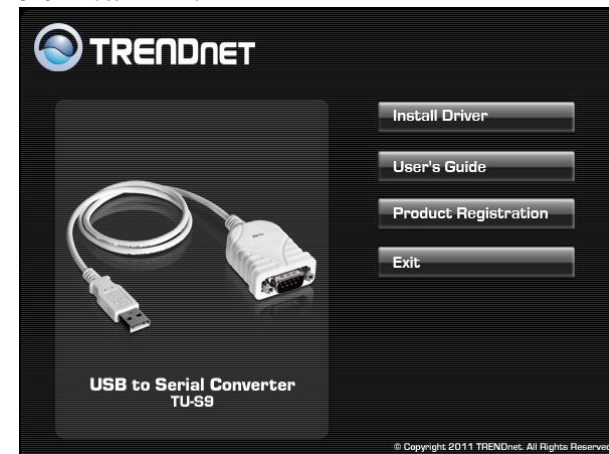 TRENDnet
Install Driver
User's Guide
Product Registration
Exit
USB to Serial Converter
TU-S9
© Copyright 2011 TRENDnet. All Rights Reserved